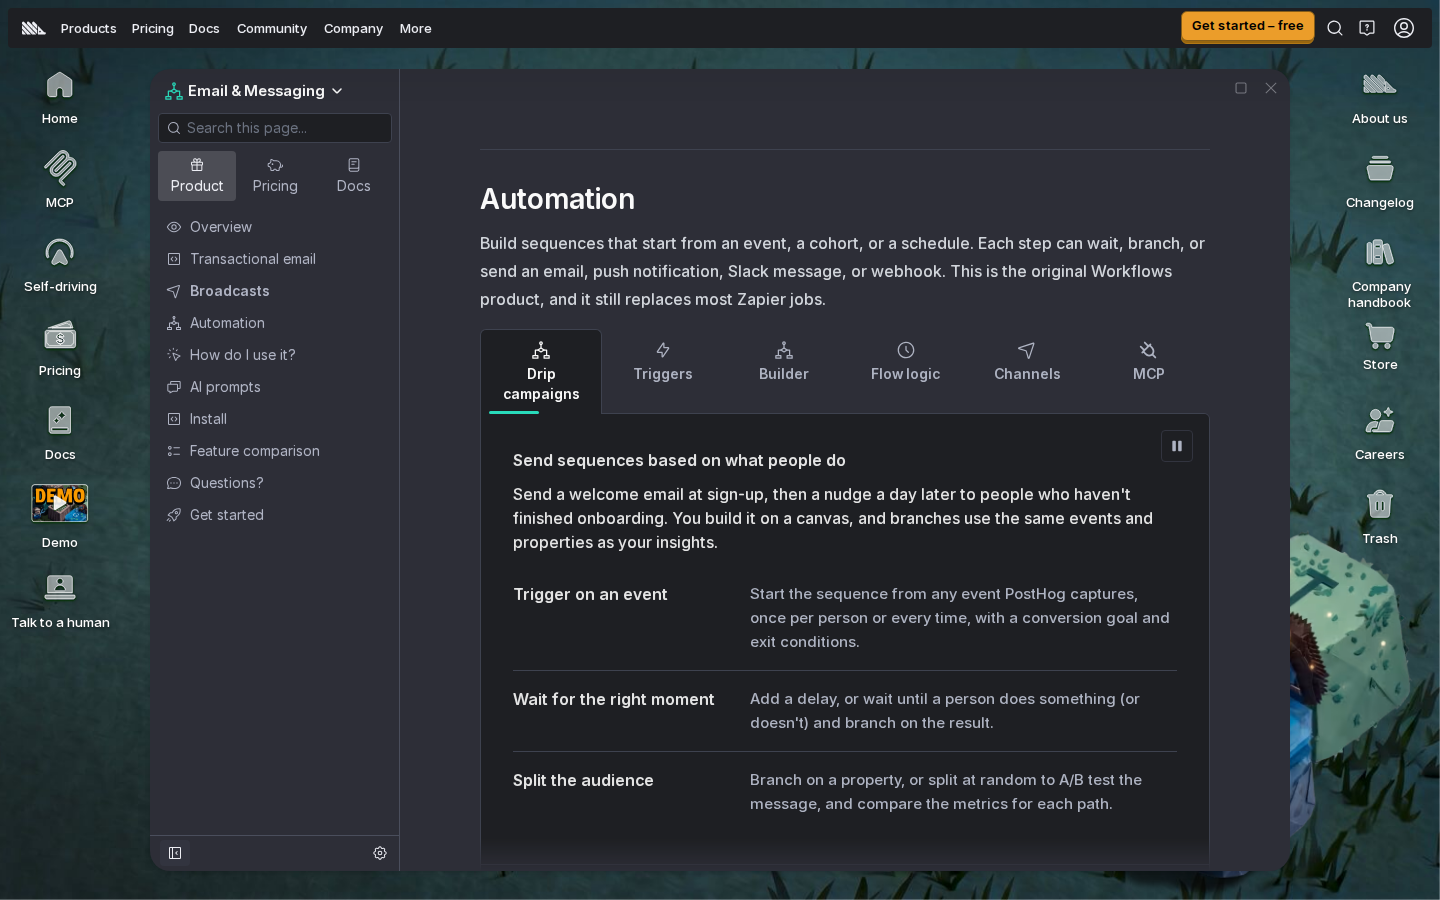 Products Pricing Docs Community Company More
Get started – free
Home
MCP
Self-driving
Pricing
Docs
DEMO
Demo
Talk to a human
Email & Messaging
Search this page...
Product Pricing Docs
Overview
Transactional email
Broadcasts
Automation
How do I use it?
AI prompts
Install
Feature comparison
Questions?
Get started
Automation
Build sequences that start from an event, a cohort, or a schedule. Each step can wait, branch, or
send an email, push notification, Slack message, or webhook. This is the original Workflows
product, and it still replaces most Zapier jobs.
Drip
campaigns
Triggers
Builder
Flow logic
Channels
MCP
Send sequences based on what people do
Send a welcome email at sign-up, then a nudge a day later to people who haven't
finished onboarding. You build it on a canvas, and branches use the same events and
properties as your insights.
Trigger on an event
Start the sequence from any event PostHog captures,
once per person or every time, with a conversion goal and
exit conditions.
Wait for the right moment
Add a delay, or wait until a person does something (or
doesn't) and branch on the result.
Split the audience
Branch on a property, or split at random to A/B test the
message, and compare the metrics for each path.
About us
Changelog
Company
handbook
Store
Careers
Trash